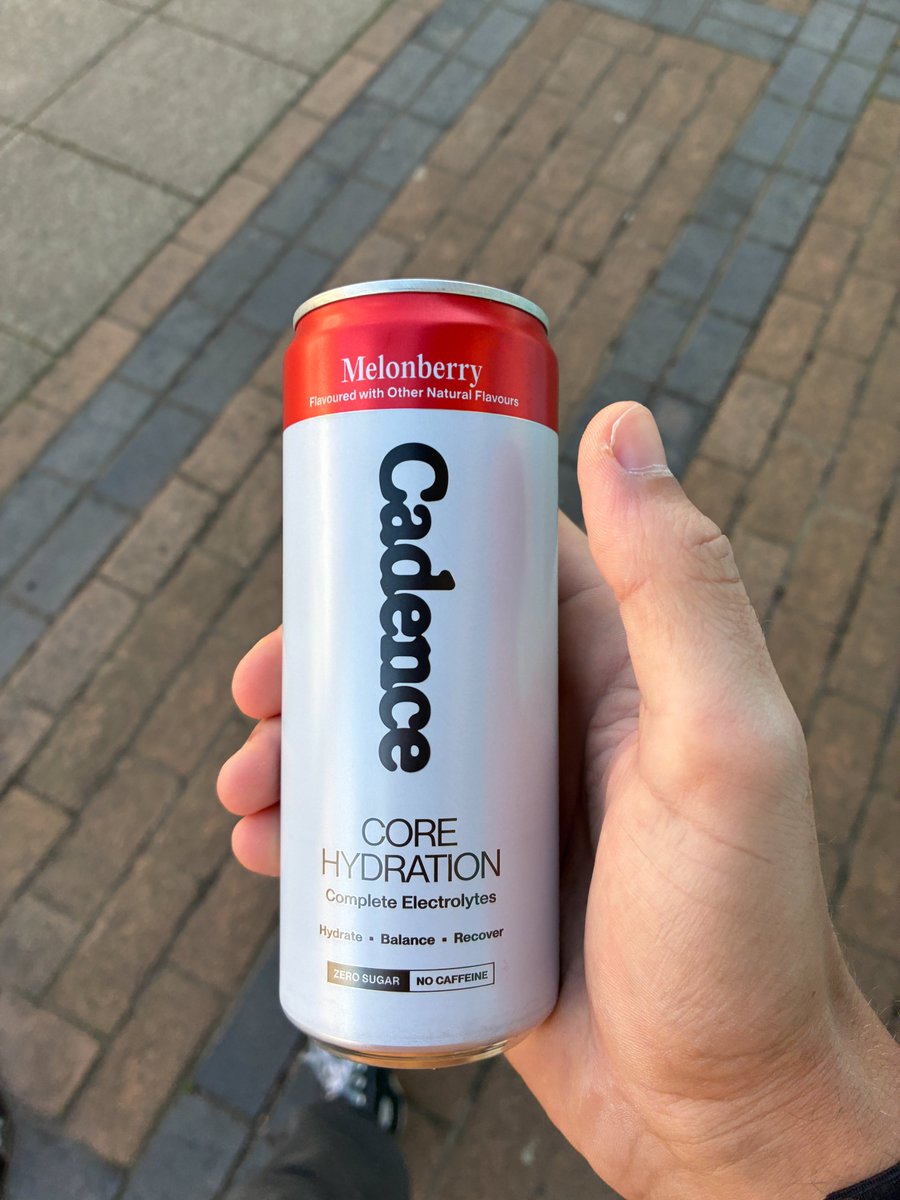 Melonberry
Flavoured with Other Natural Flavours
Cadence
CORE
HYDRATION
Complete Electrolytes
Hydrate ▪ Balance ▪ Recover
ZERO SUGAR NO CAFFEINE